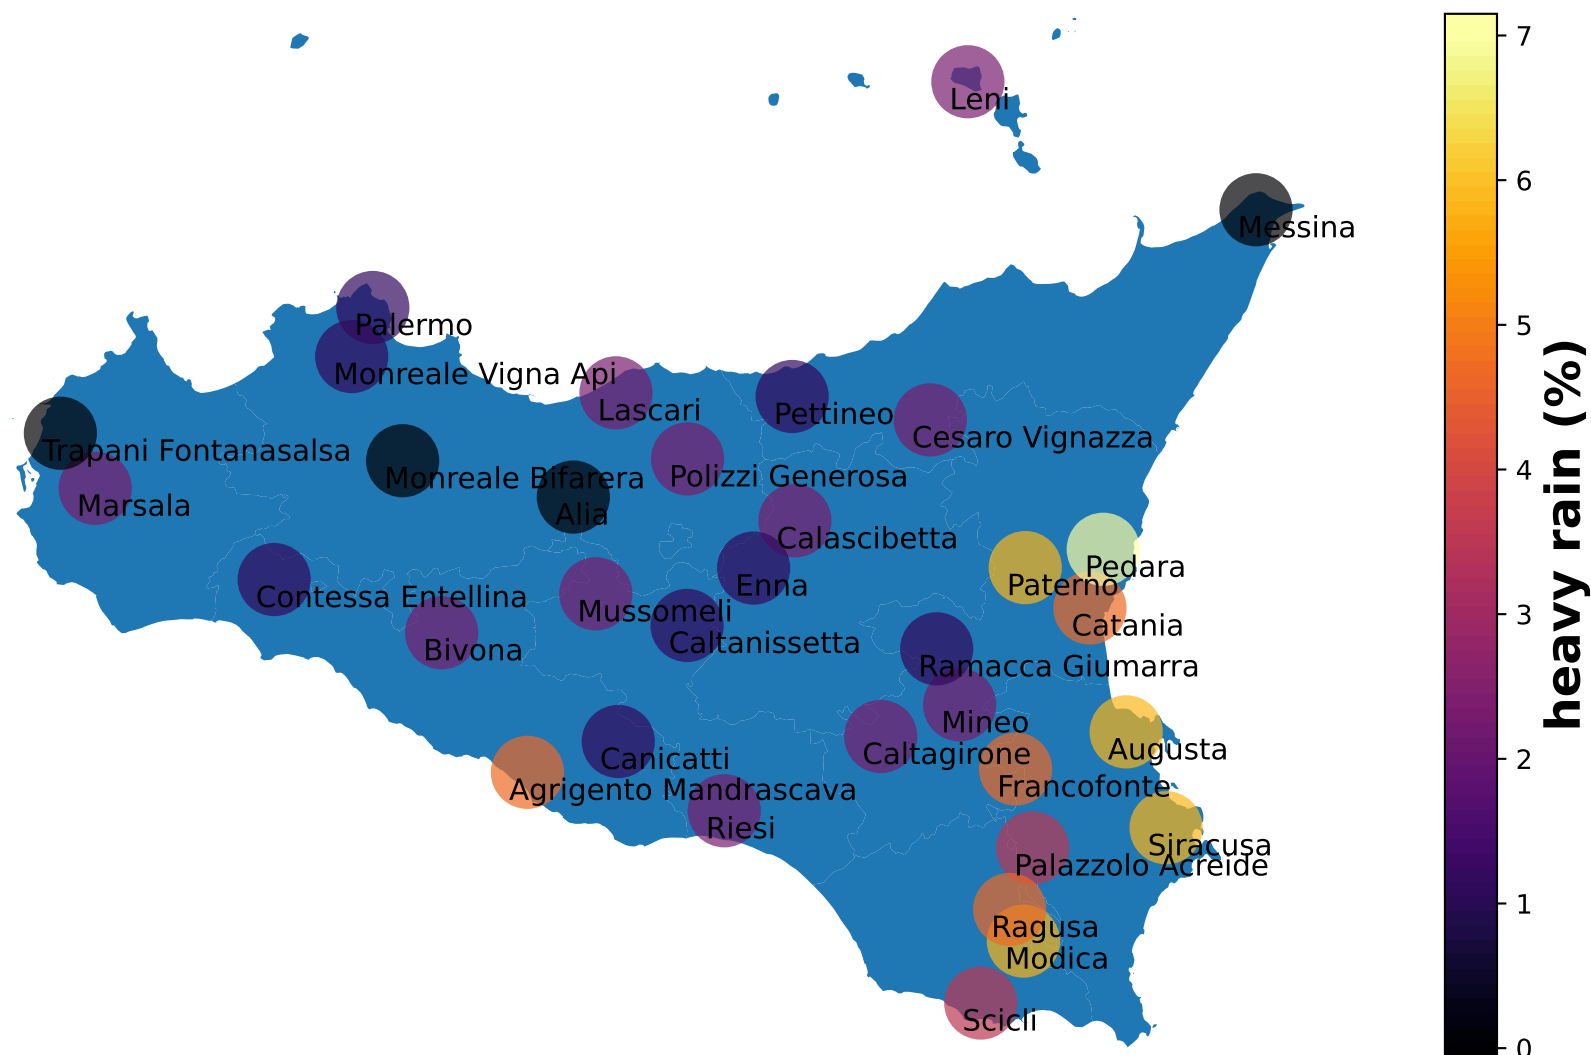 Leni
7
6
Messina
5
Palermo
Monreale Vigna Api
Lascari
Pettineo
Cesaro Vignazza
Trapani Fontanasalsa
4
Monreale Bifarera
Polizzi Generosa
Marsala
Alia
Calascibetta
heavy rain (%)
Pedara
Enna
Paterno
Contessa Entellina
Mussomeli
3
Catania
Caltanissetta
Bivona
Ramacca Giumarra
Mineo
Augusta
Caltagirone
Canicatti
2
Francofonte
Agrigento Mandrascava
Riesi
Siracusa
Palazzolo Acreide
1
Ragusa
Modica
Scicli
0